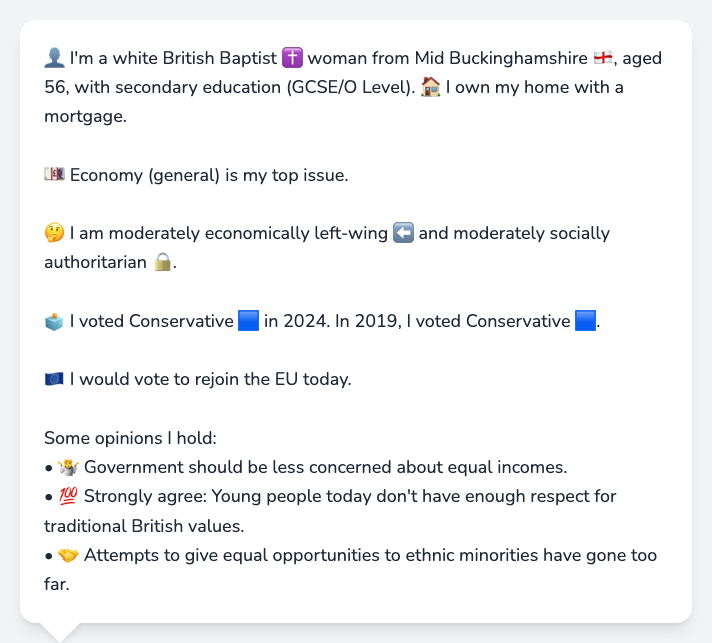 👤 I'm a white British Baptist ✝️ woman from Mid Buckinghamshire 🏴󠁧󠁢󠁥󠁮󠁧󠁿, aged
56, with secondary education (GCSE/O Level). 🏠 I own my home with a
mortgage.
💷 Economy (general) is my top issue.
🤔 I am moderately economically left-wing ⬅️ and moderately socially
authoritarian 🔒.
🗳️ I voted Conservative 🟦 in 2024. In 2019, I voted Conservative 🟦.
🇪🇺 I would vote to rejoin the EU today.
Some opinions I hold:
• 🤷 Government should be less concerned about equal incomes.
• 💯 Strongly agree: Young people today don't have enough respect for
traditional British values.
• 🤝 Attempts to give equal opportunities to ethnic minorities have gone too
far.